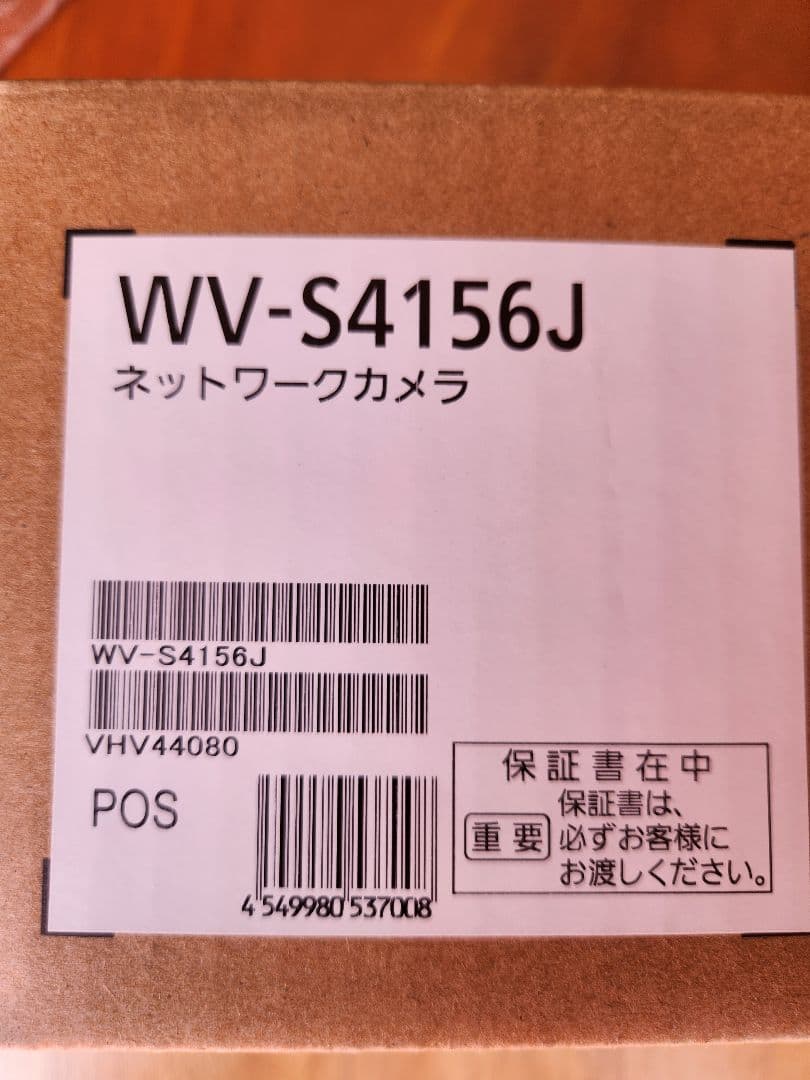 WV-S4156J
ネットワークカメラ
WV-S4156J
VHV44080
POS
4 549980 537008
保証書在中
保証書は、
重要 必ずお客様に
お渡しください。